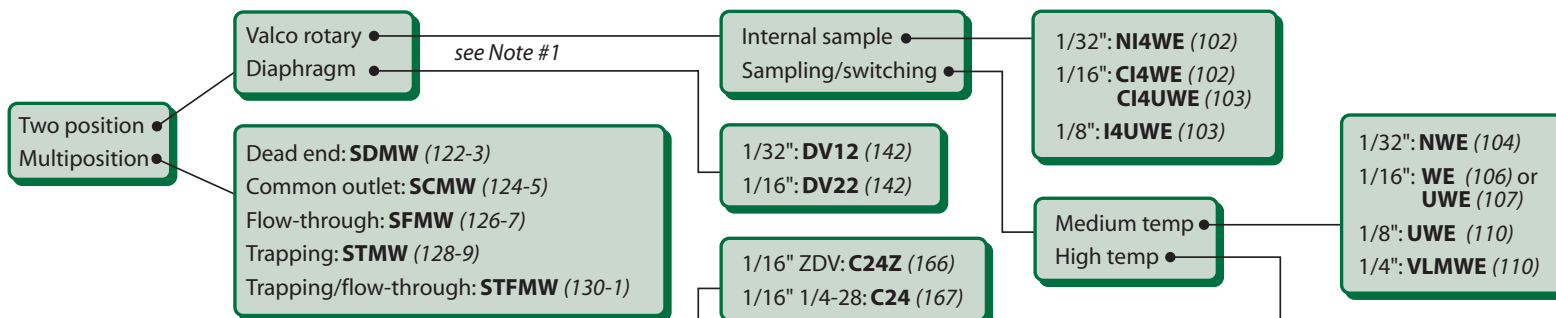 Two position
Multiposition
Valco rotary
Diaphragm
see Note #1
Dead end: SDMW (122-3)
Common outlet: SCMW (124-5)
Flow-through: SFMW (126-7)
Trapping: STMW (128-9)
Trapping/flow-through: STFMW (130-1)
Internal sample
Sampling/switching
1/32": DV12 (142)
1/16": DV22 (142)
1/16" ZDV: C24Z (166)
1/16" 1/4-28: C24 (167)
1/32": NI4WE (102)
1/16": CI4WE (102)
CI4UWE (103)
1/8": I4UWE (103)
Medium temp
High temp
1/32": NWE (104)
1/16": WE (106) or
UWE (107)
1/8": UWE (110)
1/4": VLMWE (110)